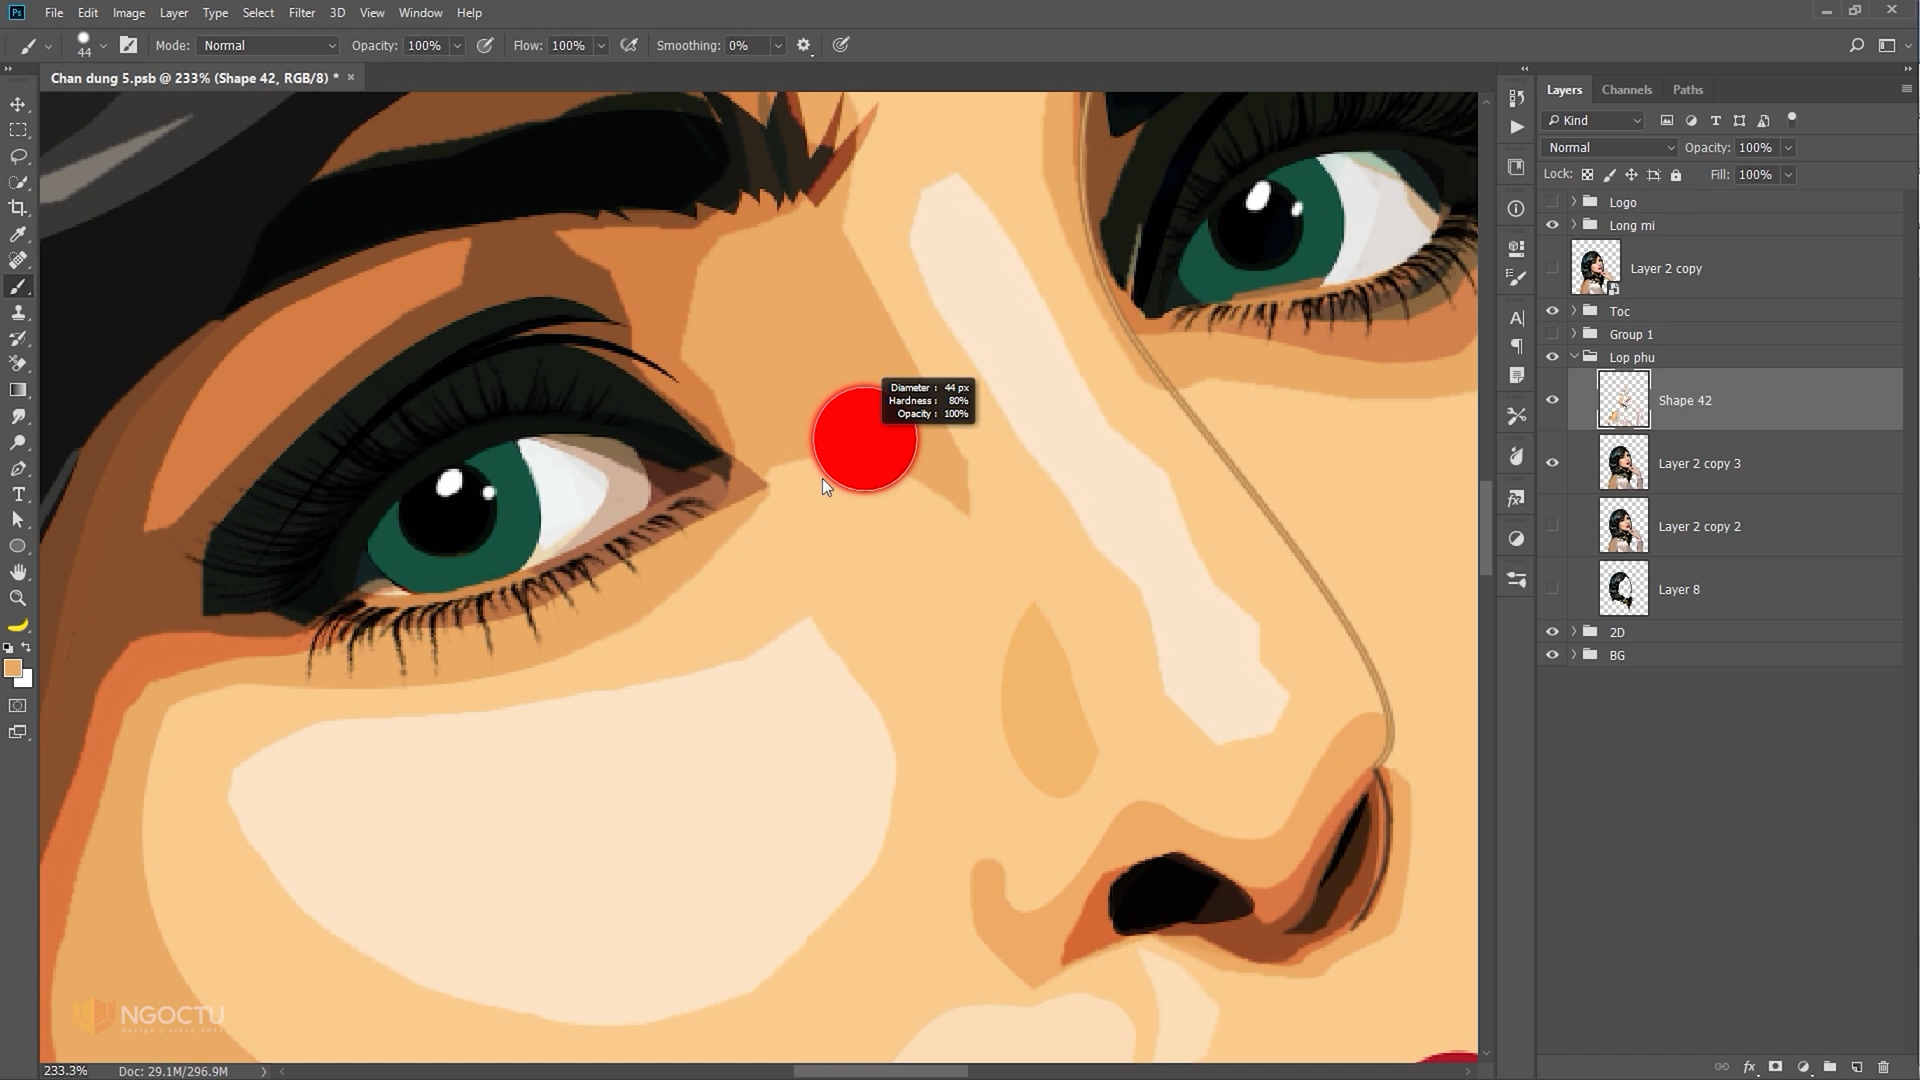 Ps File Edit Image Layer Type Select Filter 3D View Window Help
44 Mode: Normal Opacity: 100% Flow: 100% Smoothing: 0%
Chan dung 5.psb @ 233% (Shape 42, RGB/8) * ×
Layers Channels Paths
Kind
Normal Opacity: 100%
Lock: Fill: 100%
Logo
Long mi
Layer 2 copy
Toc
Group 1
Lop phu
Shape 42
Layer 2 copy 3
Layer 2 copy 2
Layer 8
2D
BG
Diameter : 44 px
Hardness : 80%
Opacity : 100%
NGOCTU
233.3% Doc: 29.1M/296.9M